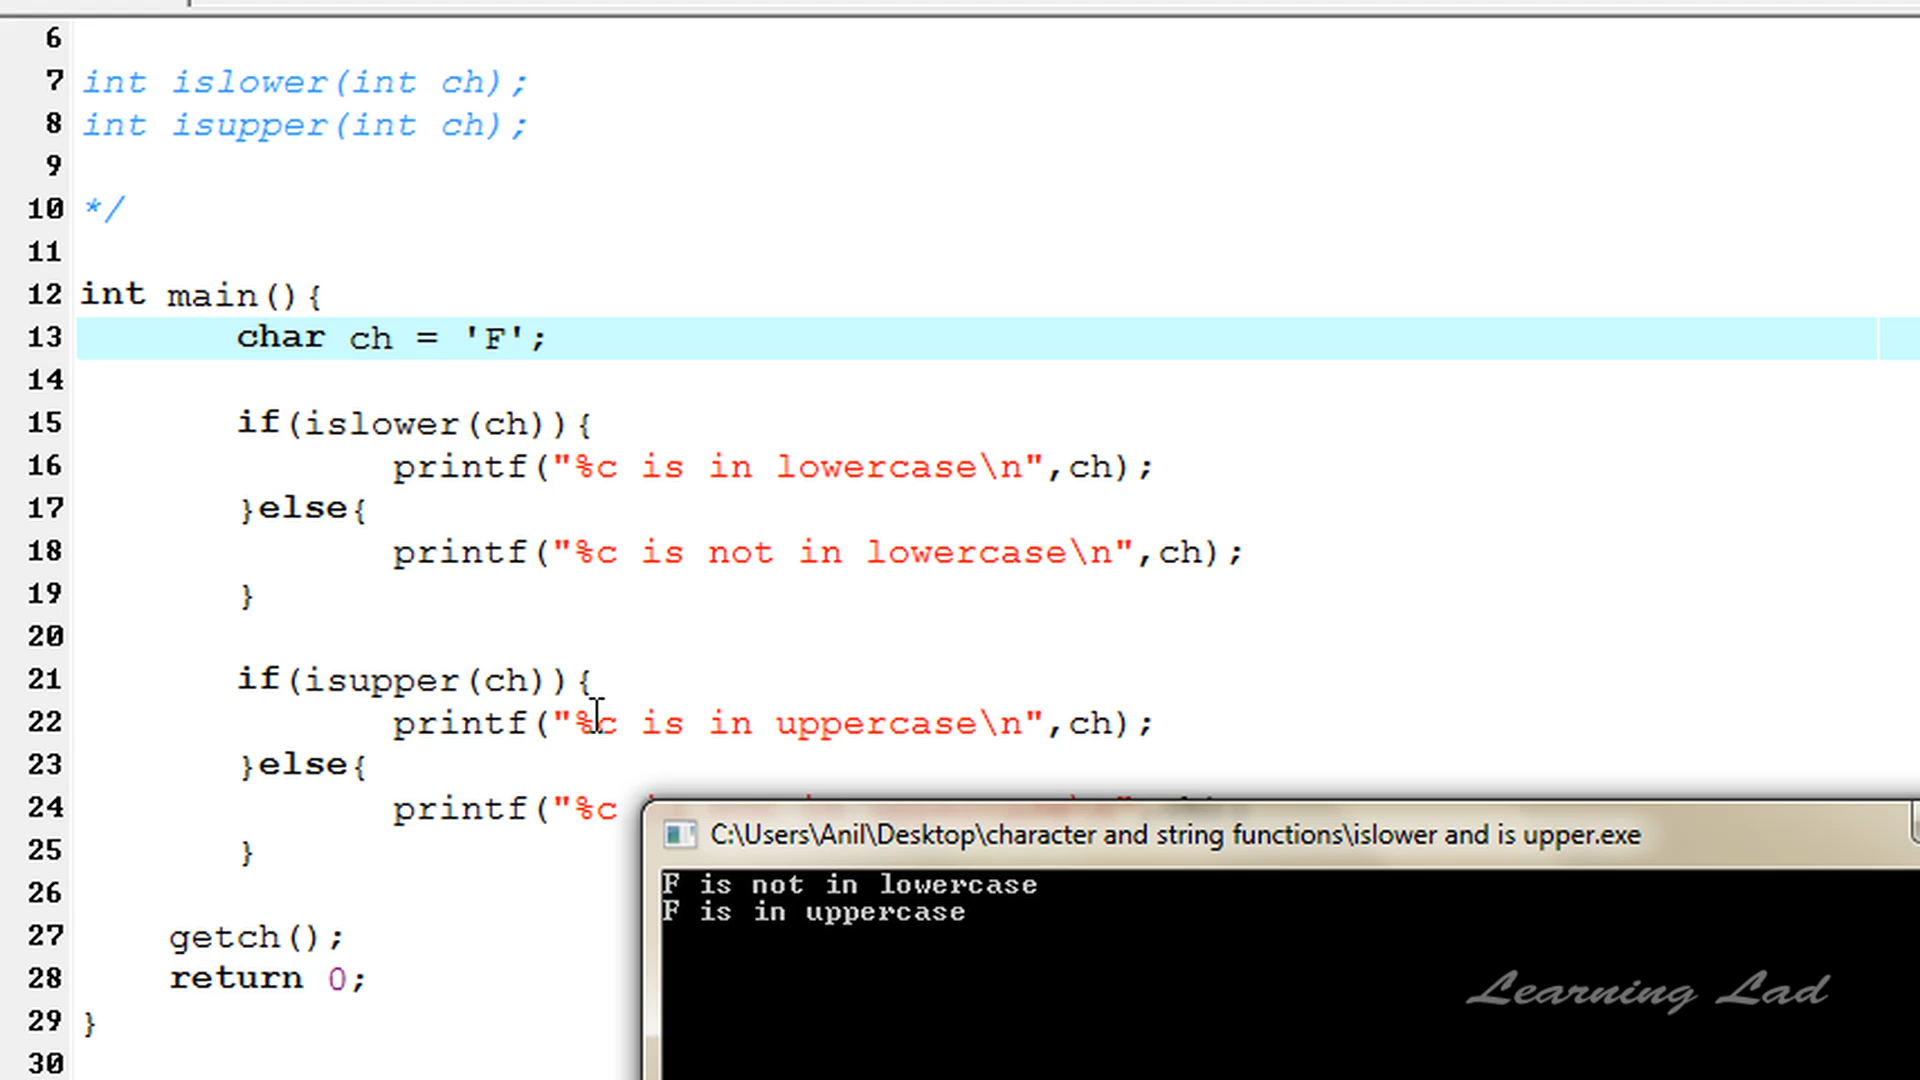 6
7 int islower(int ch);
8 int isupper(int ch);
9
10 */
11
12 int main(){
13 char ch = 'F';
14
15 if(islower(ch)){
16 printf("%c is in lowercase\n",ch);
17 }else{
18 printf("%c is not in lowercase\n",ch);
19 }
20
21 if(isupper(ch)){
22 printf("%c is in uppercase\n",ch);
23 }else{
24 printf("%c
25 }
26
27 getch();
28 return 0;
29 }
30
C:\Users\Anil\Desktop\character and string functions\islower and is upper.exe
F is not in lowercase
F is in uppercase
Learning Lad